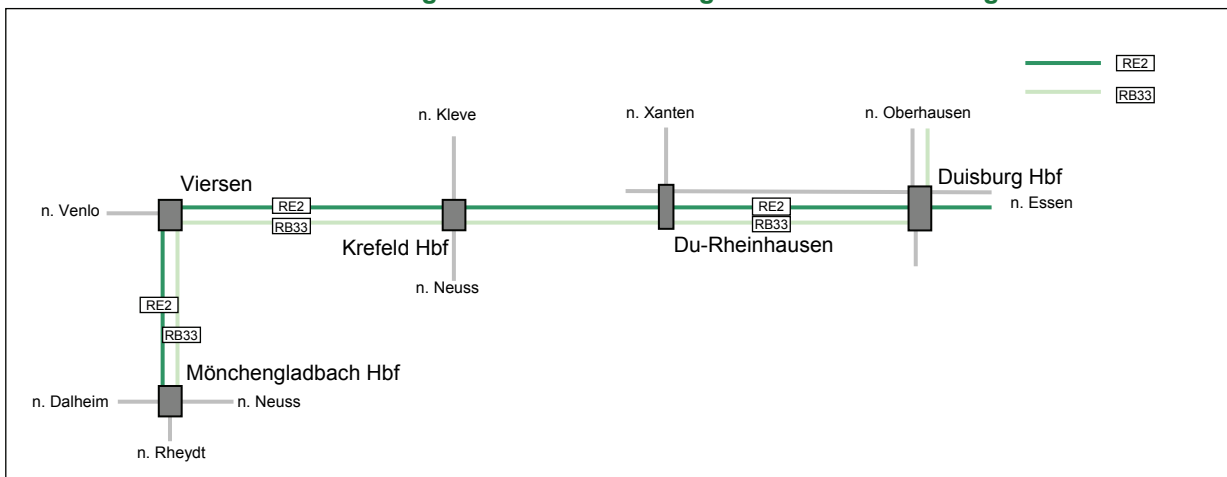 RE2
RB33
n. Kleve
n. Xanten
n. Oberhausen
Viersen
Duisburg Hbf
n. Venlo
RE2
RE2
n. Essen
RB33
RB33
Krefeld Hbf
Du-Rheinhausen
n. Neuss
RE2
RB33
Mönchengladbach Hbf
n. Dalheim
n. Neuss
n. Rheydt